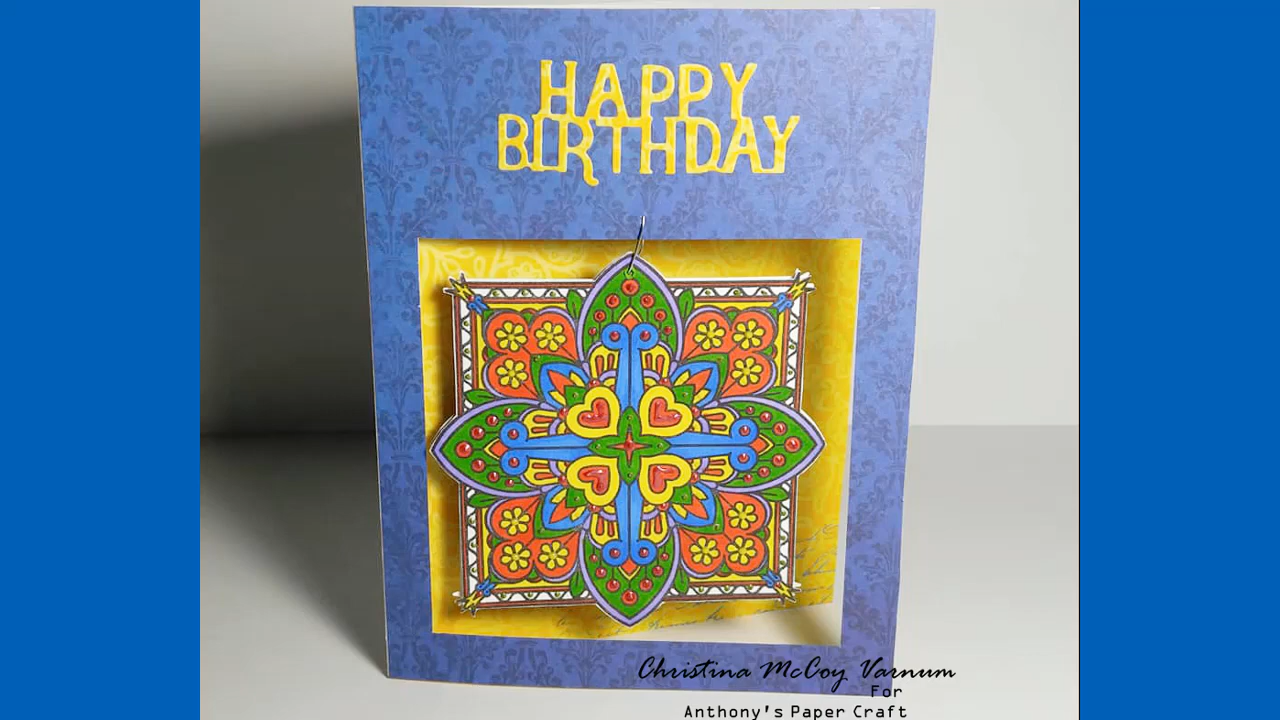 HAPPY
BIRTHDAY
Christina McCoy Varnum
For
Anthony's Paper Craft